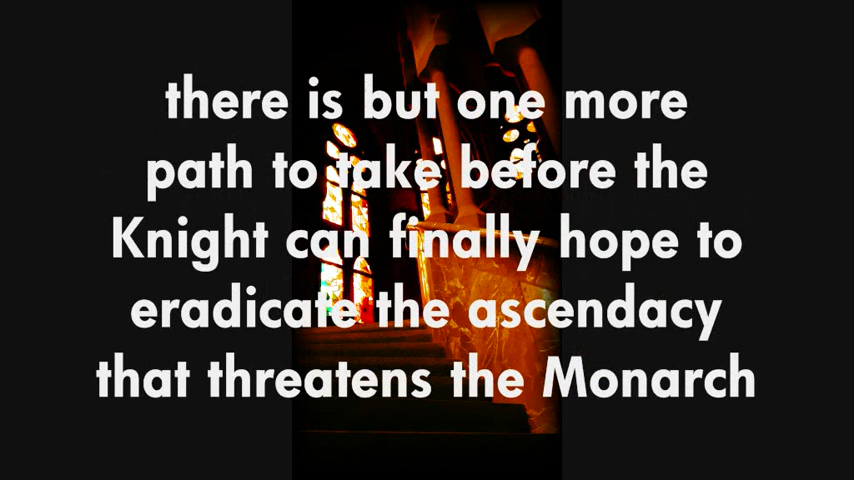 there is but one more
path to take before the
Knight can finally hope to
eradicate the ascendacy
that threatens the Monarch